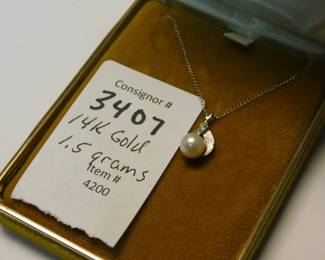 Consignor #
3407
14K Gold
1.5 grams
Item #
4200